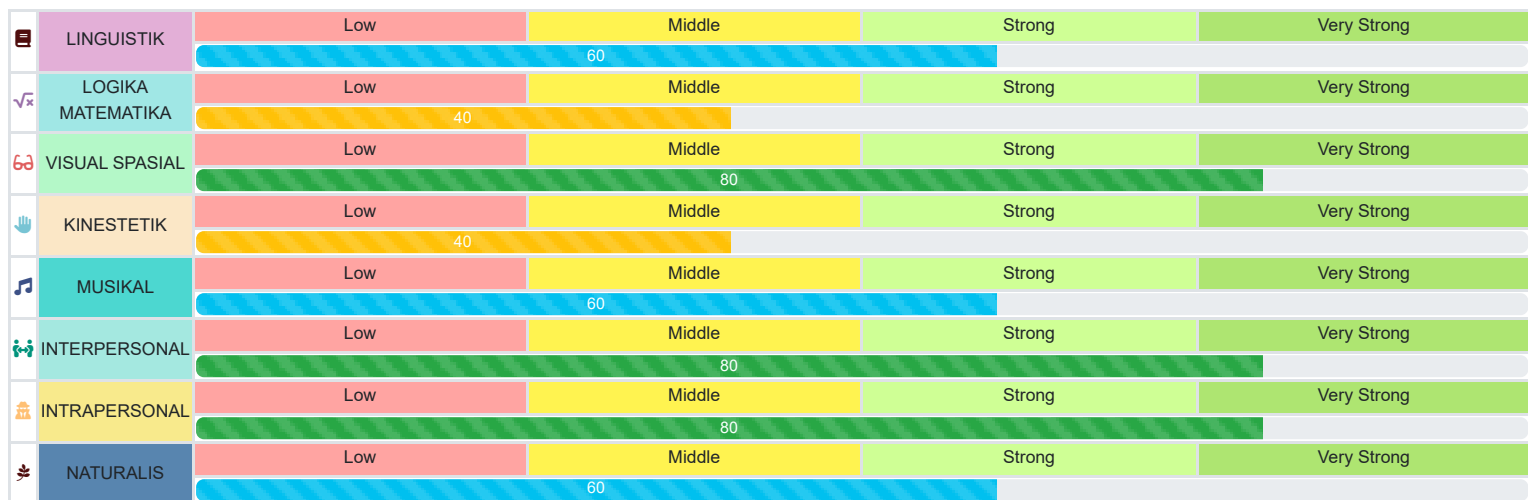 Low Middle Strong Very Strong
LINGUISTIK
60
Low Middle Strong Very Strong
LOGIKA
MATEMATIKA
40
Low Middle Strong Very Strong
VISUAL SPASIAL
80
Low Middle Strong Very Strong
KINESTETIK
40
Low Middle Strong Very Strong
MUSIKAL
60
Low Middle Strong Very Strong
INTERPERSONAL
80
Low Middle Strong Very Strong
INTRAPERSONAL
80
Low Middle Strong Very Strong
NATURALIS
60